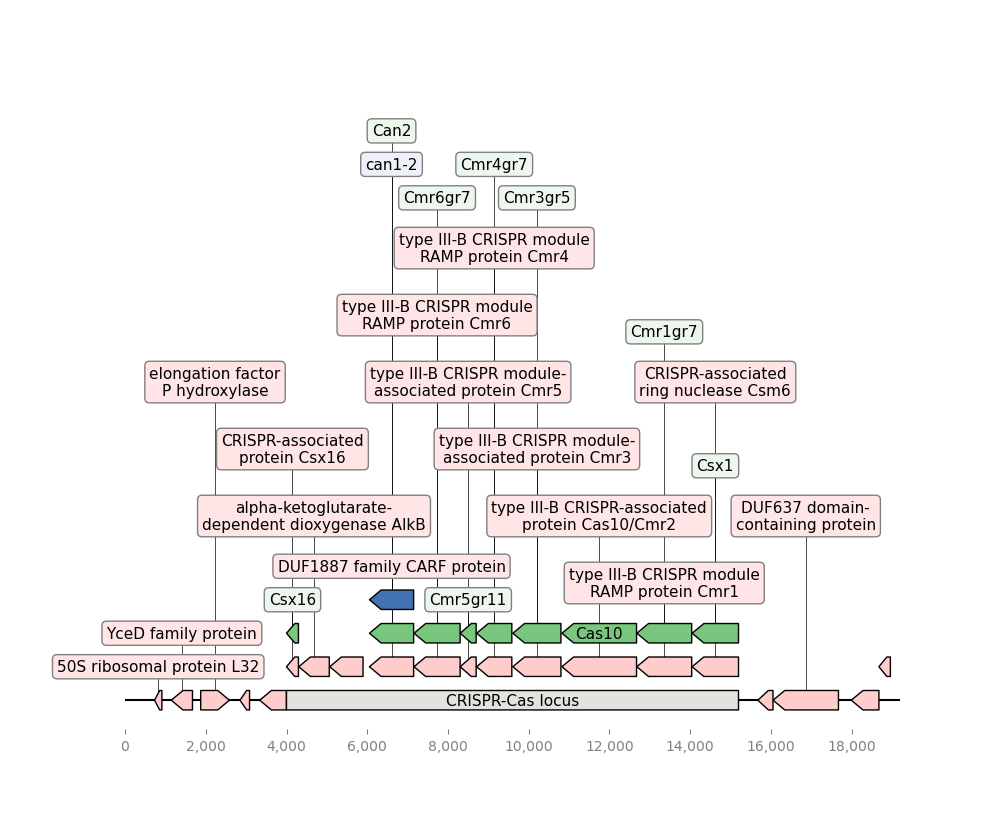 Can2
can1-2
Cmr4gr7
Cmr6gr7
Cmr3gr5
type III-B CRISPR module
RAMP protein Cmr4
type III-B CRISPR module
RAMP protein Cmr6
Cmr1gr7
elongation factor
P hydroxylase
type III-B CRISPR module-
associated protein Cmr5
CRISPR-associated
ring nuclease Csm6
CRISPR-associated
protein Csx16
type III-B CRISPR module-
associated protein Cmr3
Csx1
alpha-ketoglutarate-
dependent dioxygenase AlkB
type III-B CRISPR-associated
protein Cas10/Cmr2
DUF637 domain-
containing protein
DUF1887 family CARF protein
type III-B CRISPR module
RAMP protein Cmr1
Csx16
Cmr5gr11
YceD family protein
Cas10
50S ribosomal protein L32
CRISPR-Cas locus
0
2,000
4,000
6,000
8,000
10,000
12,000
14,000
16,000
18,000